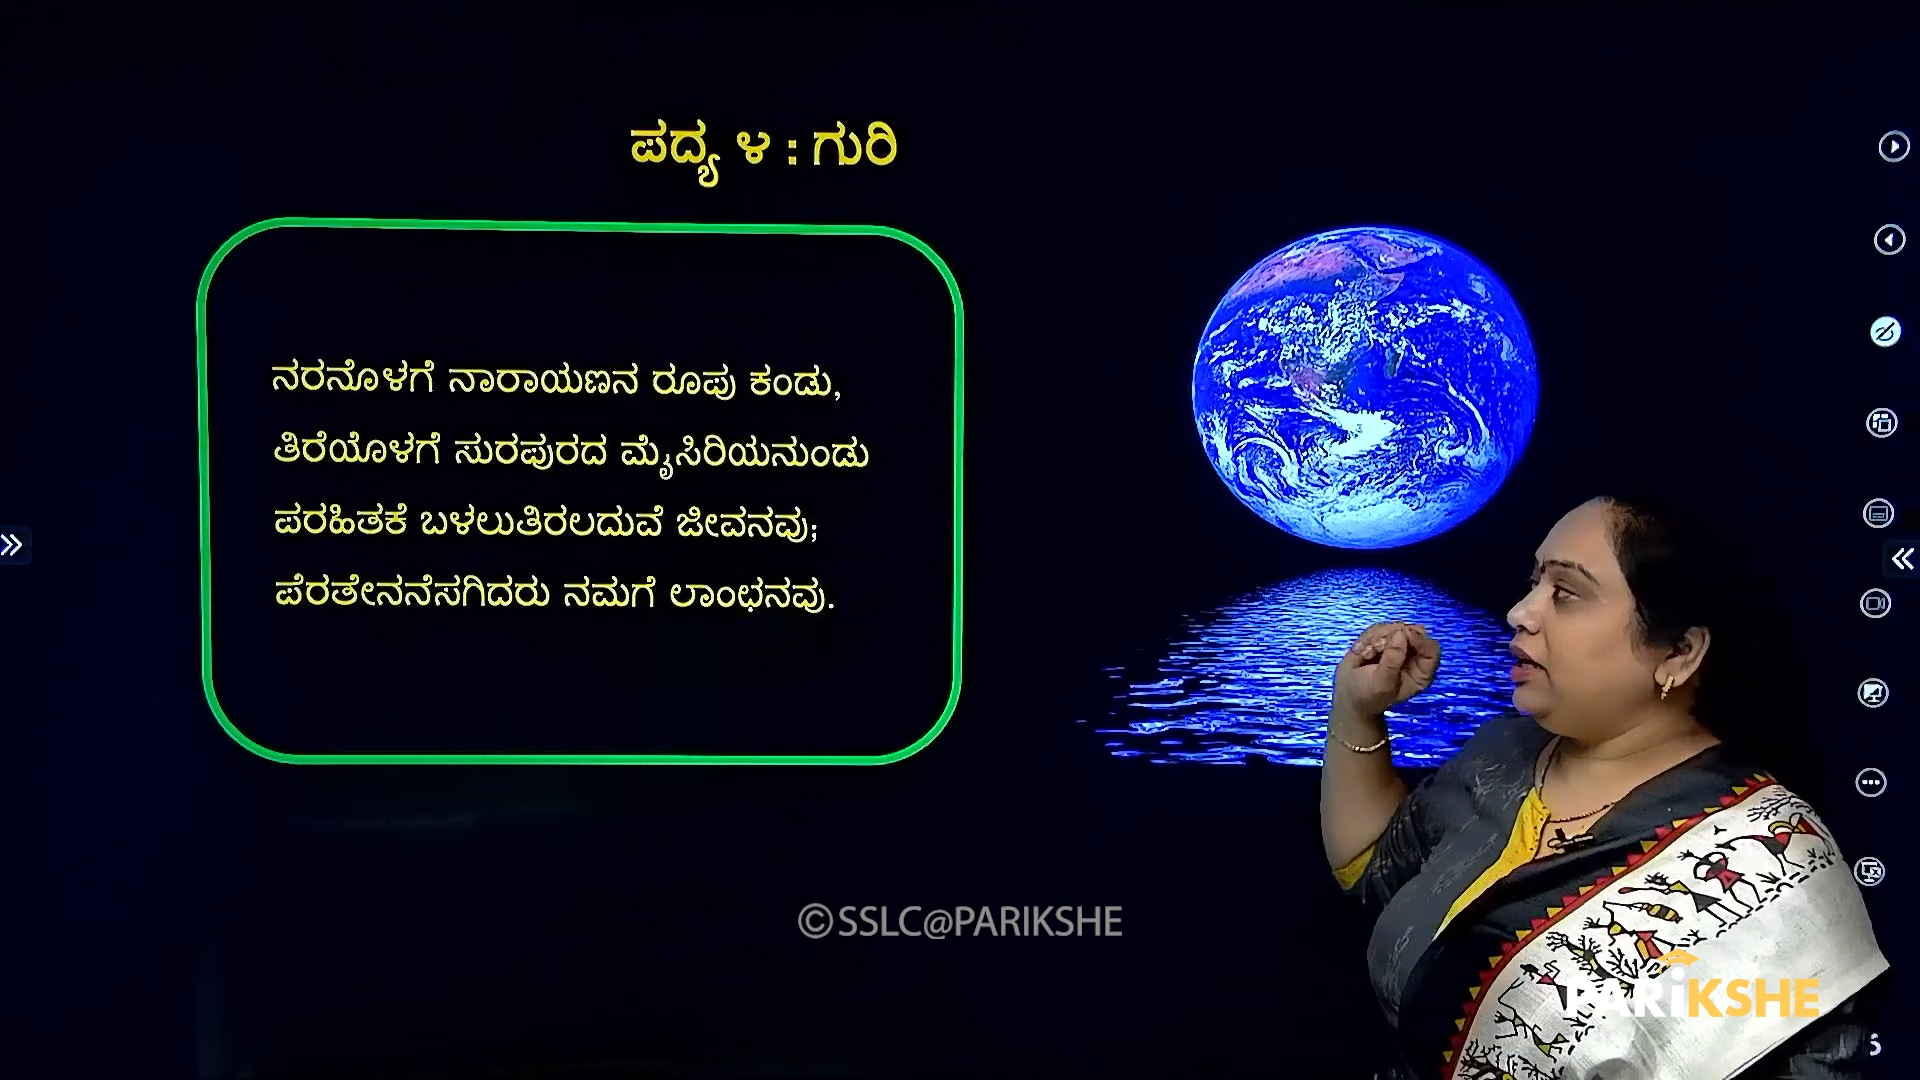 ಪದ್ಯ ೪ : ಗುರಿ
ನರನೊಳಗೆ ನಾರಾಯಣನ ರೂಪು ಕಂಡು,
ತಿರೆಯೊಳಗೆ ಸುರಪುರದ ಮೈಸಿರಿಯನುಂಡು
ಪರಹಿತಕೆ ಬಳಲುತಿರಲದುವೆ ಜೀವನವು;
ಪೆರತೇನನೆಸಗಿದರು ನಮಗೆ ಲಾಂಛನವು.
©SSLC@PARIKSHE
PARIKSHE